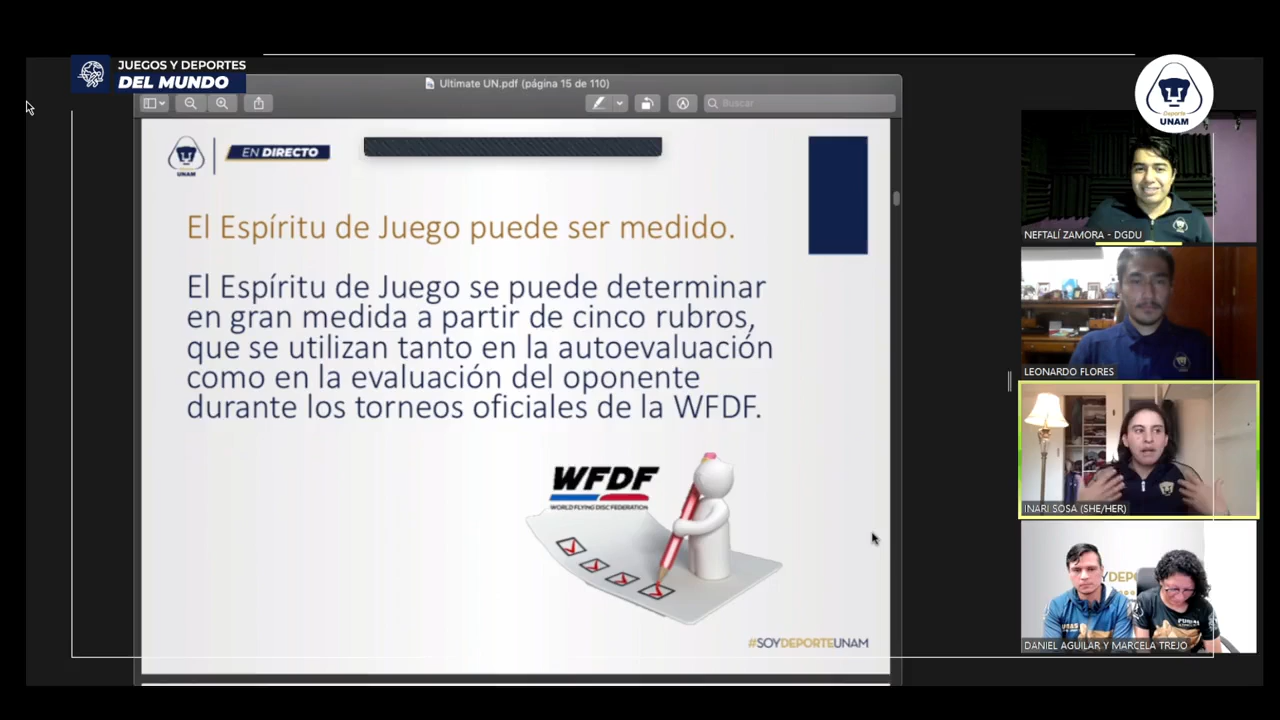 JUEGOS Y DEPORTES
DEL MUNDO
Ultimate UN.pdf (página 15 de 110)
Buscar
UNAM
EN DIRECTO
El Espíritu de Juego puede ser medido.
El Espíritu de Juego se puede determinar
en gran medida a partir de cinco rubros,
que se utilizan tanto en la autoevaluación
como en la evaluación del oponente
durante los torneos oficiales de la WFDF.
WFDF
WORLD FLYING DISC FEDERATION
#SOYDEPORTEUNAM
Deporte
UNAM
NEFTALÍ ZAMORA - DGDU
LEONARDO FLORES
INARI SOSA (SHE/HER)
DANIEL AGUILAR Y MARCELA TREJO